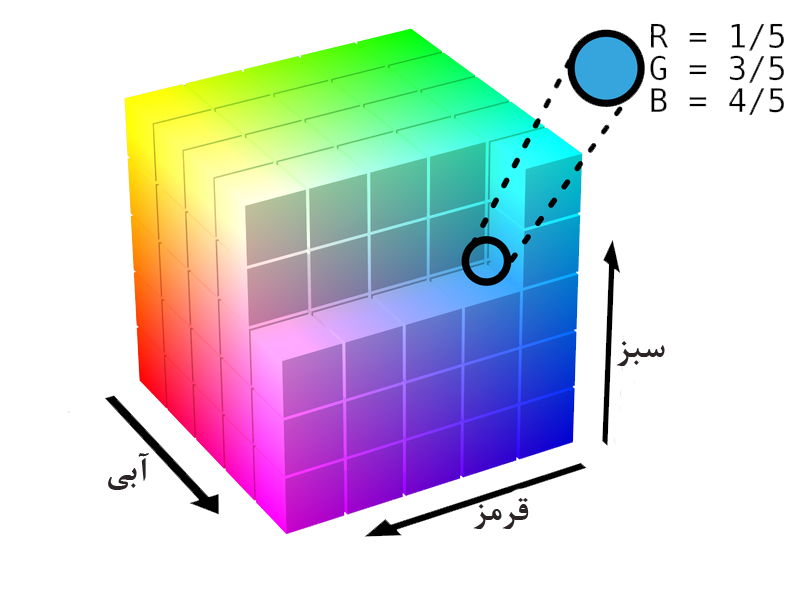 R = 1/5
G = 3/5
B = 4/5
سبز
آبی
قرمز